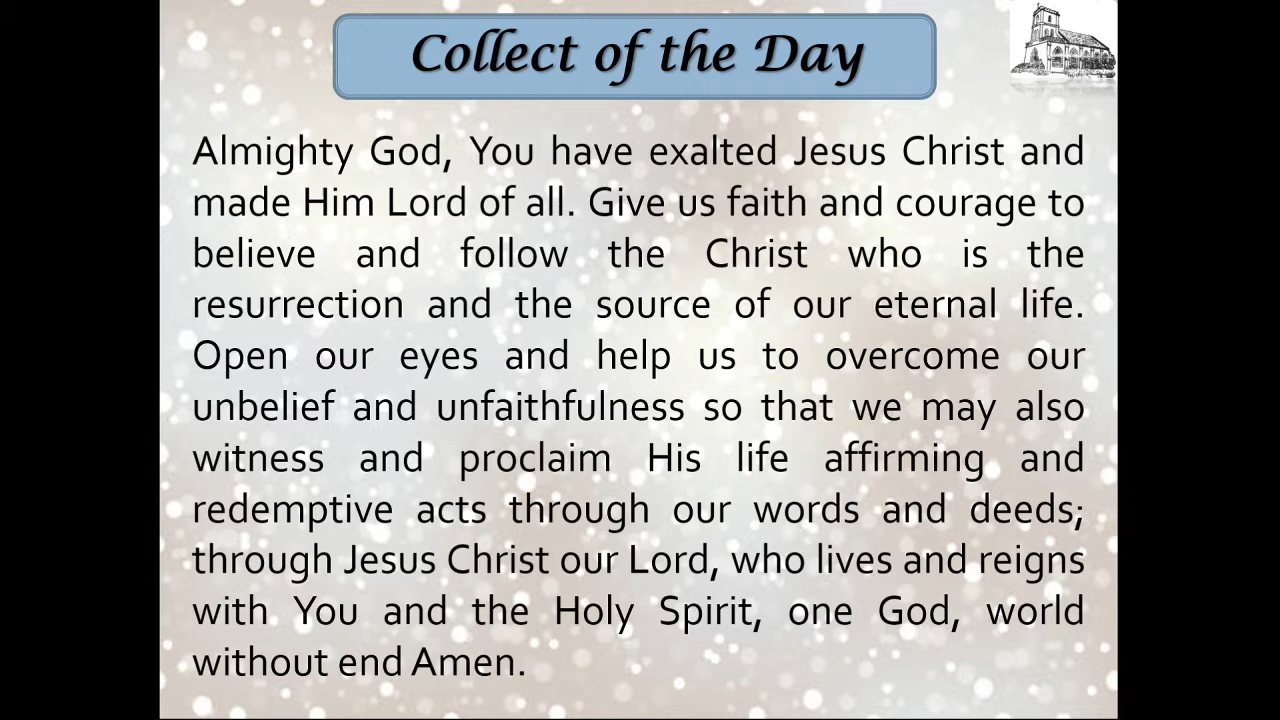 Collect of the Day
Almighty God, You have exalted Jesus Christ and
made Him Lord of all. Give us faith and courage to
believe and follow the Christ who is the
resurrection and the source of our eternal life.
Open our eyes and help us to overcome our
unbelief and unfaithfulness so that we may also
witness and proclaim His life affirming and
redemptive acts through our words and deeds;
through Jesus Christ our Lord, who lives and reigns
with You and the Holy Spirit, one God, world
without end Amen.